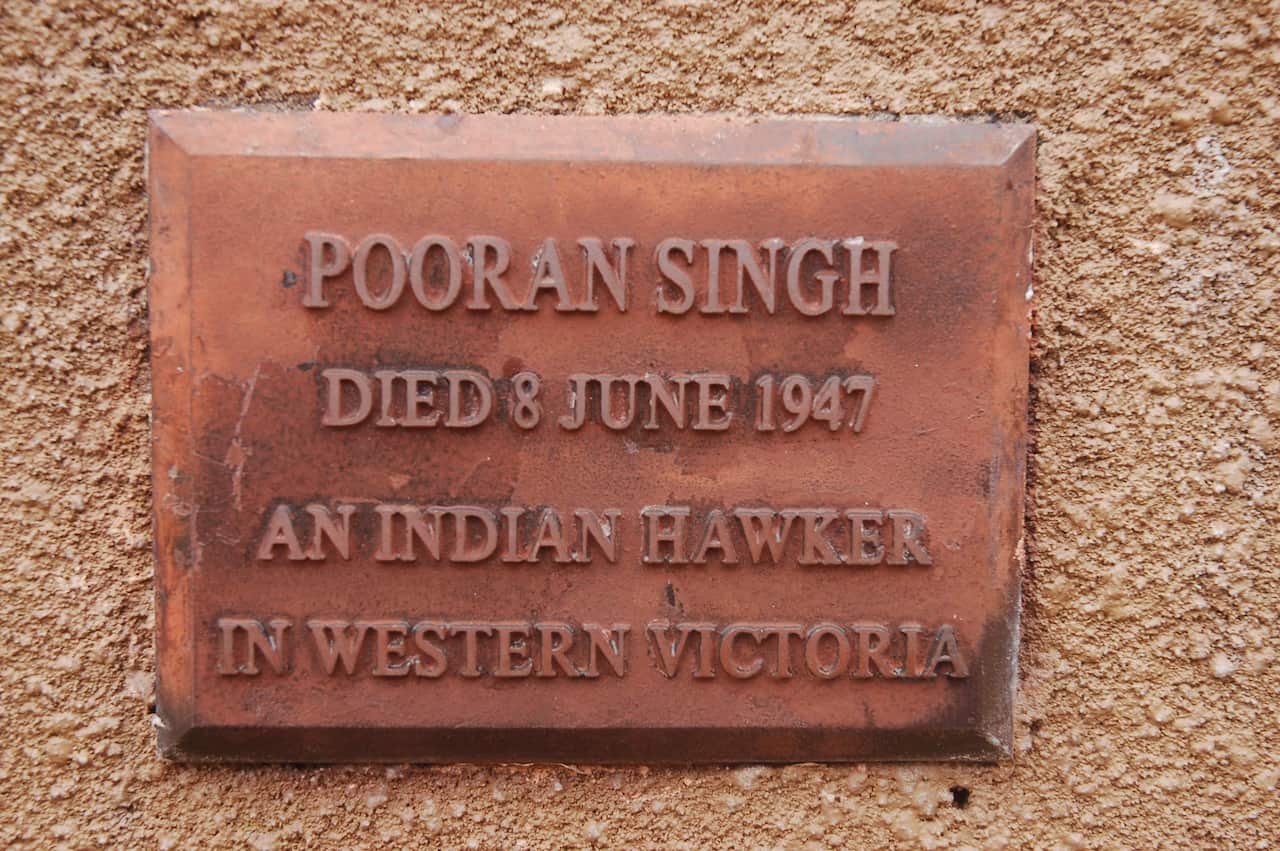 POORAN SINGH
DIED 8 JUNE 1947
AN INDIAN HAWKER
IN WESTERN VICTORIA